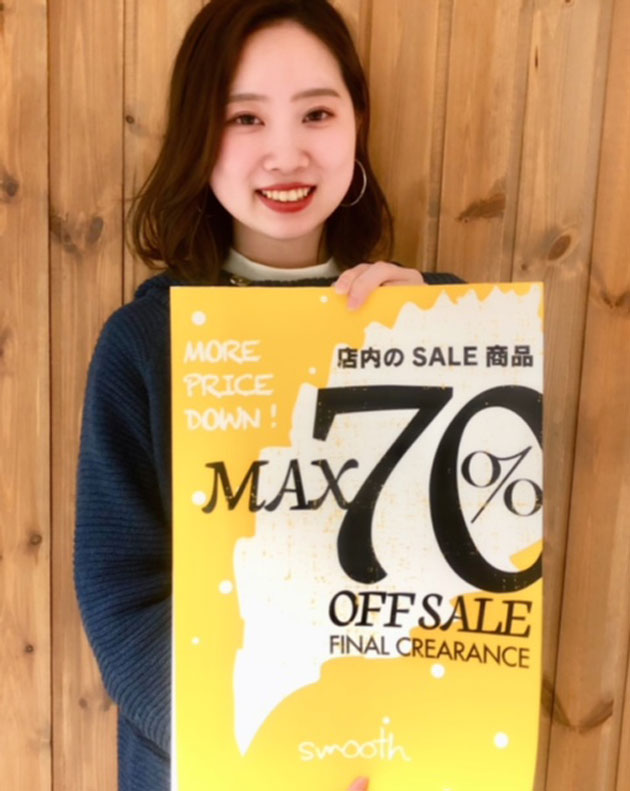 MORE
PRICE
DOWN!
店内の SALE 商品
MAX 70%
OFF SALE
FINAL CREARANCE
smooth